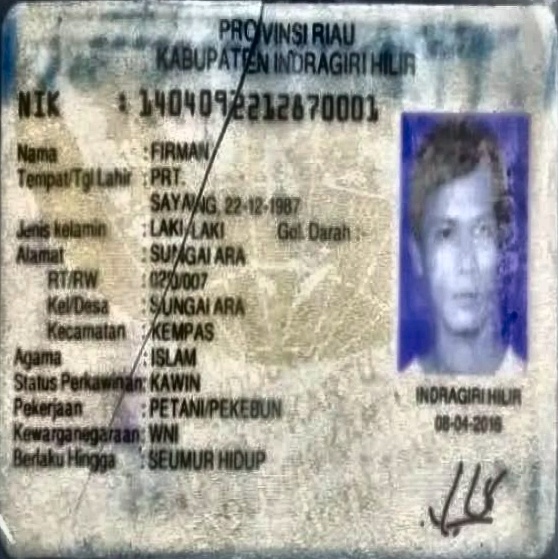 PROVINSI RIAU
KABUPATEN INDRAGIRI HILIR
NIK : 1404092212870001
Nama : FIRMAN
Tempat/Tgl Lahir : PRT.
SAYANG, 22-12-1987
Jenis kelamin : LAKI-LAKI Gol. Darah : -
Alamat : SUNGAI ARA
RT/RW : 020/007
Kel/Desa : SUNGAI ARA
Kecamatan : KEMPAS
Agama : ISLAM
Status Perkawinan: KAWIN
Pekerjaan : PETANI/PEKEBUN
Kewarganegaraan: WNI
Berlaku Hingga : SEUMUR HIDUP
INDRAGIRI HILIR
08-04-2016